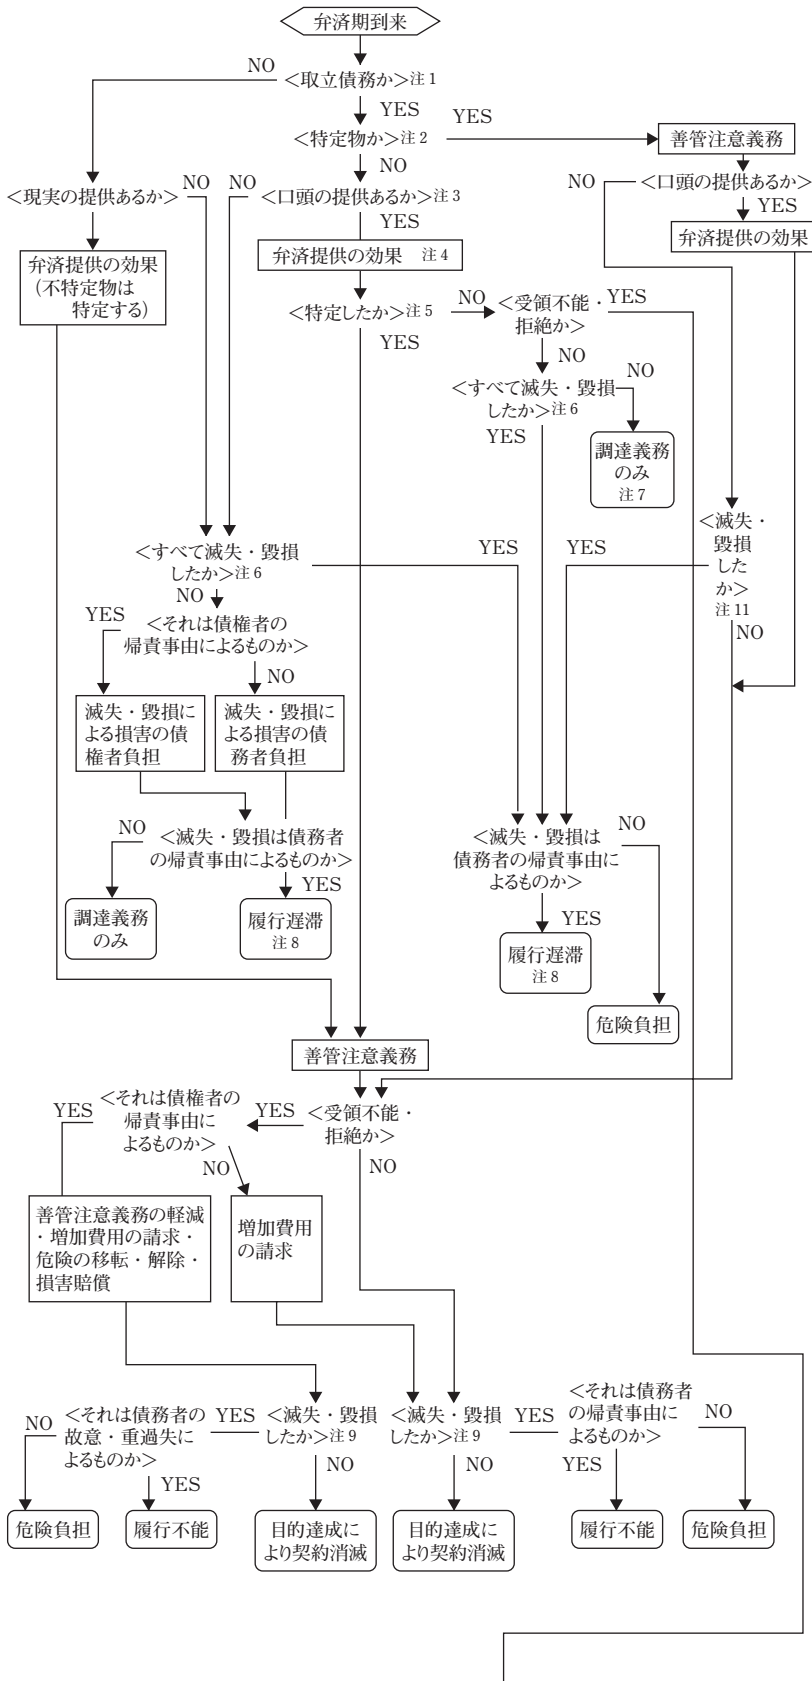 弁済期到来
NO
＜取立債務か＞注1
YES
＜特定物か＞注2
YES
善管注意義務
NO
＜現実の提供あるか＞
NO
NO
＜口頭の提供あるか＞注3
NO
＜口頭の提供あるか＞
YES
YES
弁済提供の効果
（不特定物は
特定する）
弁済提供の効果 注4
弁済提供の効果
＜特定したか＞注5
NO
＜受領不能・
拒絶か＞
YES
YES
NO
＜すべて滅失・毀損
したか＞注6
NO
YES
調達義務
のみ
注7
＜すべて滅失・毀損
したか＞注6
YES
YES
＜滅失・
毀損
した
か＞
注11
NO
NO
YES
＜それは債権者の
帰責事由によるものか＞
NO
滅失・毀損に
よる損害の債
権者負担
滅失・毀損に
よる損害の債
務者負担
NO
＜滅失・毀損は債務者
の帰責事由によるものか＞
YES
調達義務
のみ
履行遅滞
注8
＜滅失・毀損は
債務者の帰責事由に
よるものか＞
NO
YES
履行遅滞
注8
危険負担
善管注意義務
YES
＜それは債権者の
帰責事由に
よるものか＞
YES
＜受領不能・
拒絶か＞
NO
NO
善管注意義務の軽減
・増加費用の請求・
危険の移転・解除・
損害賠償
増加費用
の請求
NO
＜それは債務者の
故意・重過失に
よるものか＞
YES
＜滅失・毀損
したか＞注9
＜滅失・毀損
したか＞注9
YES
＜それは債務者
の帰責事由に
よるものか＞
NO
YES
NO
NO
YES
危険負担
履行不能
目的達成に
より契約消滅
目的達成に
より契約消滅
履行不能
危険負担